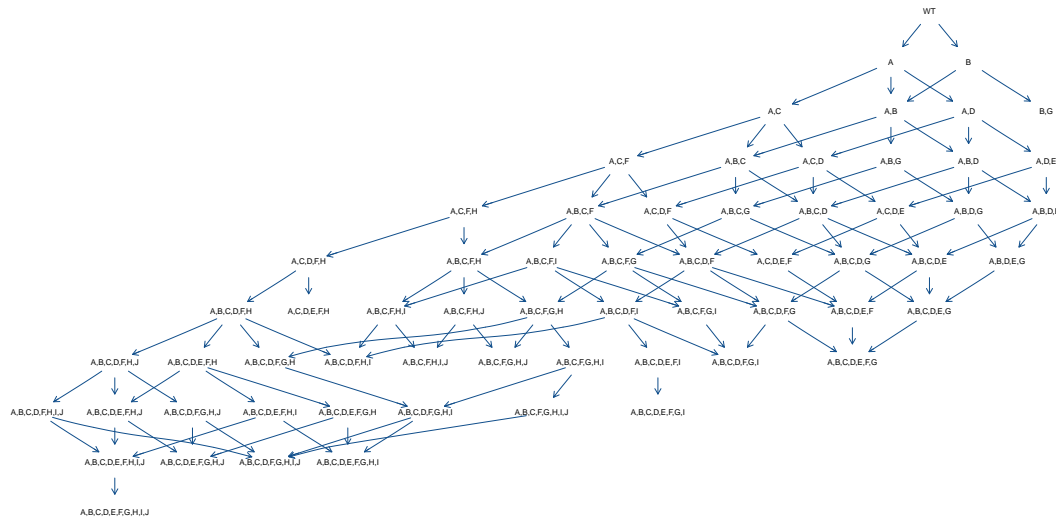 WT
A B
A,C A,B A,D B,G
A,C,F A,B,C A,C,D A,B,G A,B,D A,D,E
A,C,F,H A,B,C,F A,C,D,F A,B,C,G A,B,C,D A,C,D,E A,B,D,G
A,C,D,F,H A,B,C,F,H A,B,C,F,I A,B,C,F,G A,B,C,D,F A,C,D,E,F A,B,C,D,G A,B,C,D,E A,B,D,E,G
A,B,C,D,F,H A,C,D,E,F,H A,B,C,F,H,I A,B,C,F,H,J A,B,C,F,G,H A,B,C,D,F,I A,B,C,F,G,I A,B,C,D,F,G A,B,C,D,E,F A,B,C,D,E,G
A,B,C,D,F,H,J A,B,C,D,E,F,H A,B,C,D,F,G,H A,B,C,D,F,H,I A,B,C,F,H,I,J A,B,C,F,G,H,J A,B,C,F,G,H,I A,B,C,D,E,F,I A,B,C,D,F,G,I A,B,C,D,E,F,G
A,B,C,D,F,H,I,J A,B,C,D,E,F,H,J A,B,C,D,F,G,H,J A,B,C,D,E,F,H,I A,B,C,D,E,F,G,H A,B,C,D,F,G,H,I A,B,C,F,G,H,I,J A,B,C,D,E,F,G,I
A,B,C,D,E,F,H,I,J A,B,C,D,E,F,G,H,J A,B,C,D,F,G,H,I,J A,B,C,D,E,F,G,H,I
A,B,C,D,E,F,G,H,I,J